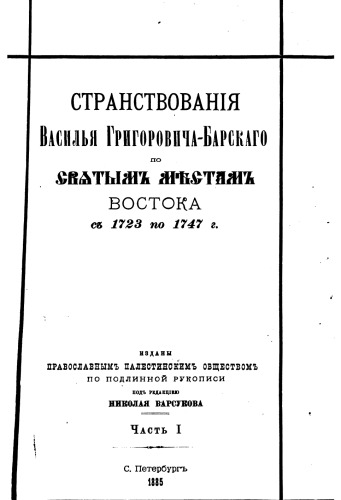 СТРАНСТВОВАНІЯ
ВАСИЛЬЯ ГРИГОРОВИЧА-БАРСКАГО
ПО
СВЯТЫМЪ МѢСТАМЪ
ВОСТОКА
съ 1723 по 1747 г.
ИЗДАНЫ
ПРАВОСЛАВНЫМЪ ПАЛЕСТИНСКИМЪ ОБЩЕСТВОМЪ
ПО ПОДЛИННОЙ РУКОПИСИ
ПОДЪ РЕДАКЦІЕЮ
НИКОЛАЯ БАРСУКОВА
ЧАСТЬ I
С. Петербургъ
1885